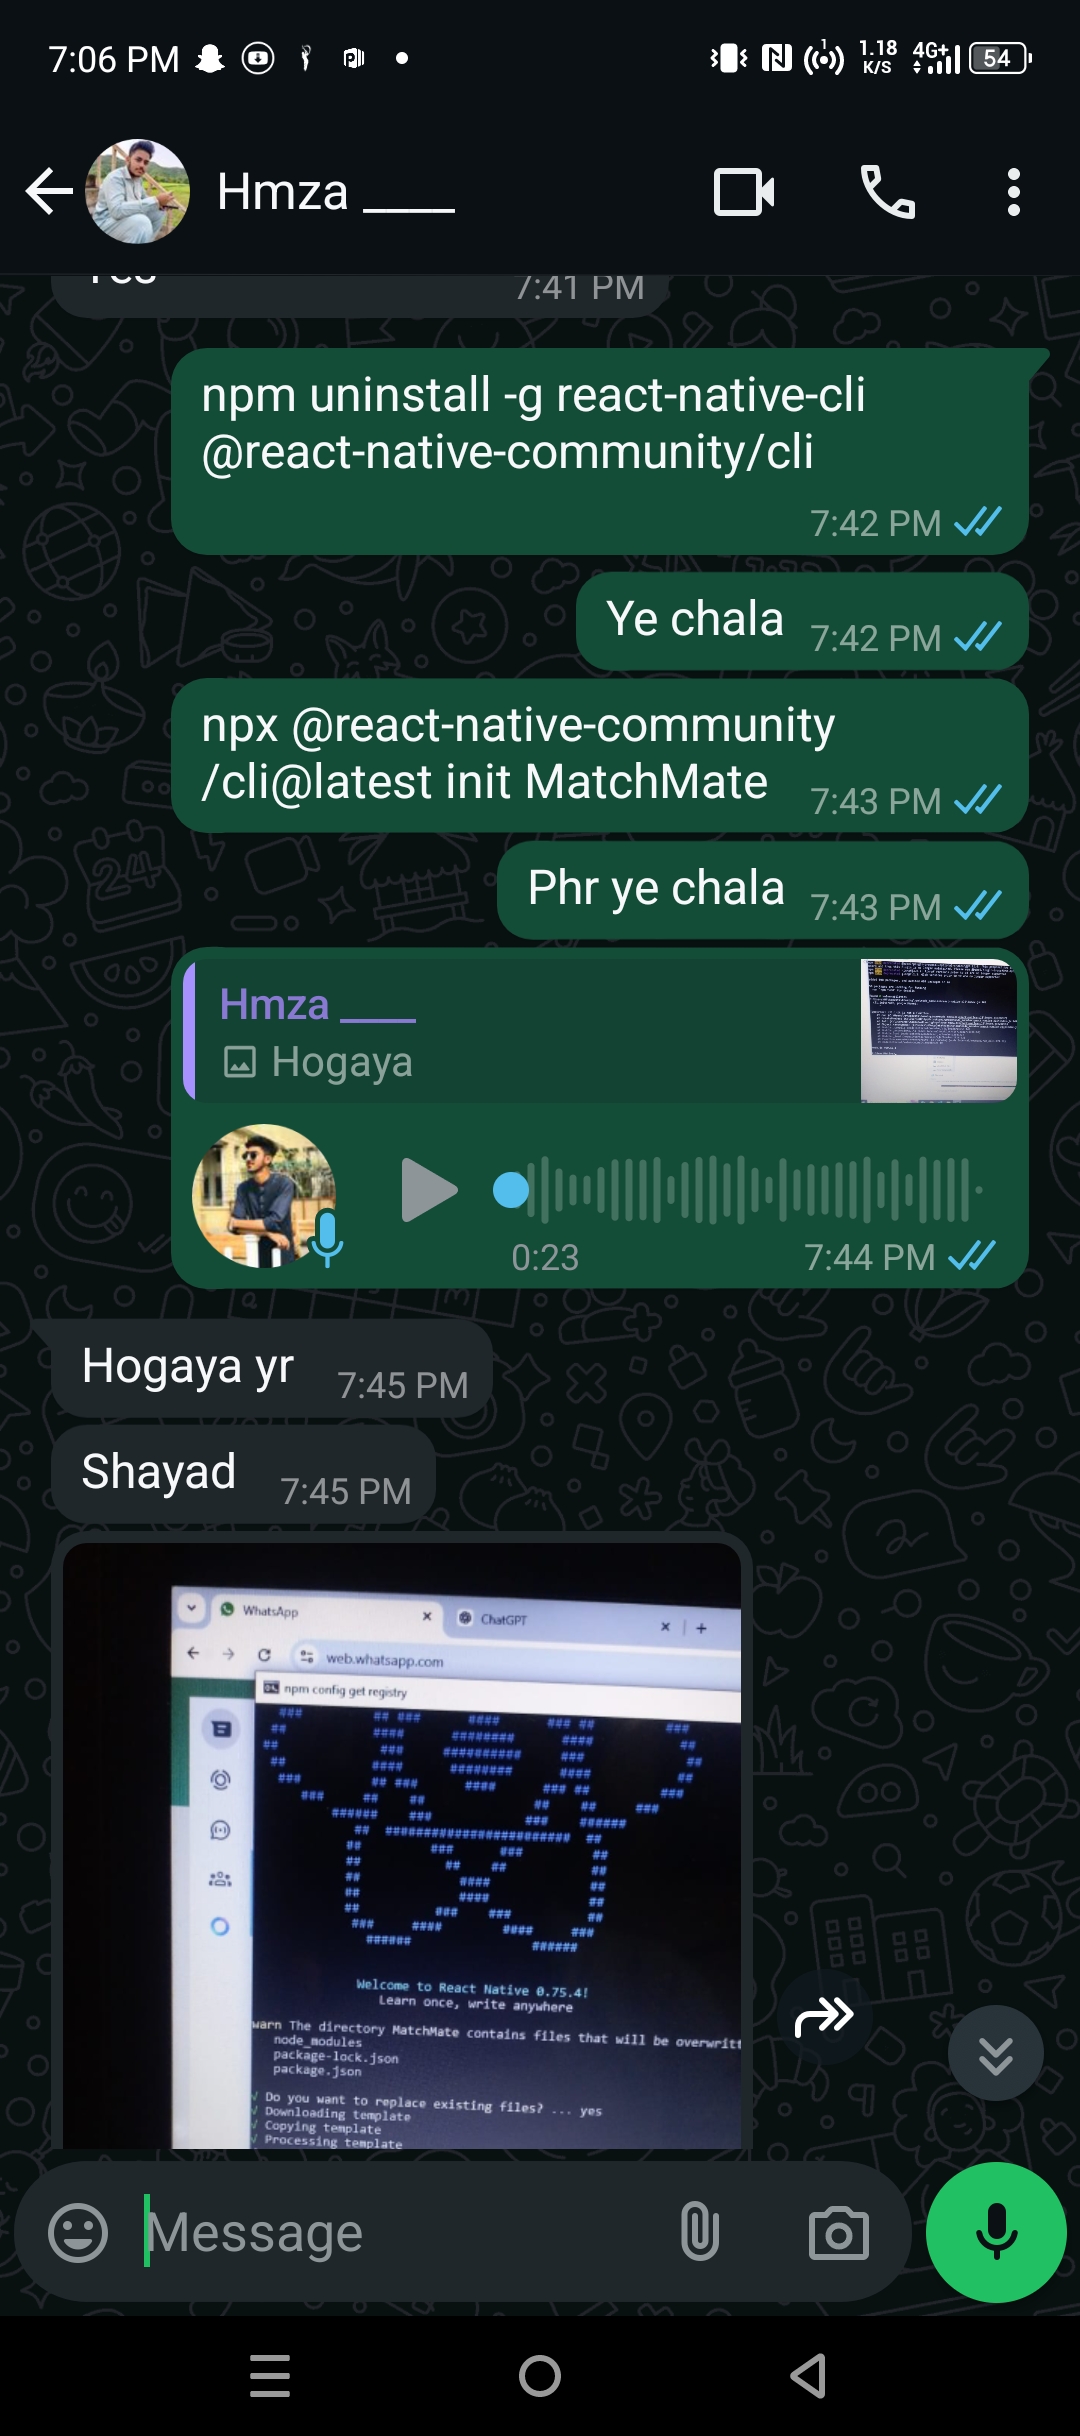 7:06 PM
1.18
K/S
4G+
54
Hmza ____
Yes
7:41 PM
npm uninstall -g react-native-cli
@react-native-community/cli
7:42 PM
Ye chala
7:42 PM
npx @react-native-community
/cli@latest init MatchMate
7:43 PM
Phr ye chala
7:43 PM
Hmza ____
Hogaya
0:23
7:44 PM
Hogaya yr
7:45 PM
Shayad
7:45 PM
WhatsApp
ChatGPT
web.whatsapp.com
npm config get registry
Welcome to React Native 0.75.4!
Learn once, write anywhere
warn The directory MatchMate contains files that will be
node_modules
package-lock.json
package.json
√ Do you want to replace existing files? ... yes
√ Downloading template
√ Copying template
√ Processing template
Message